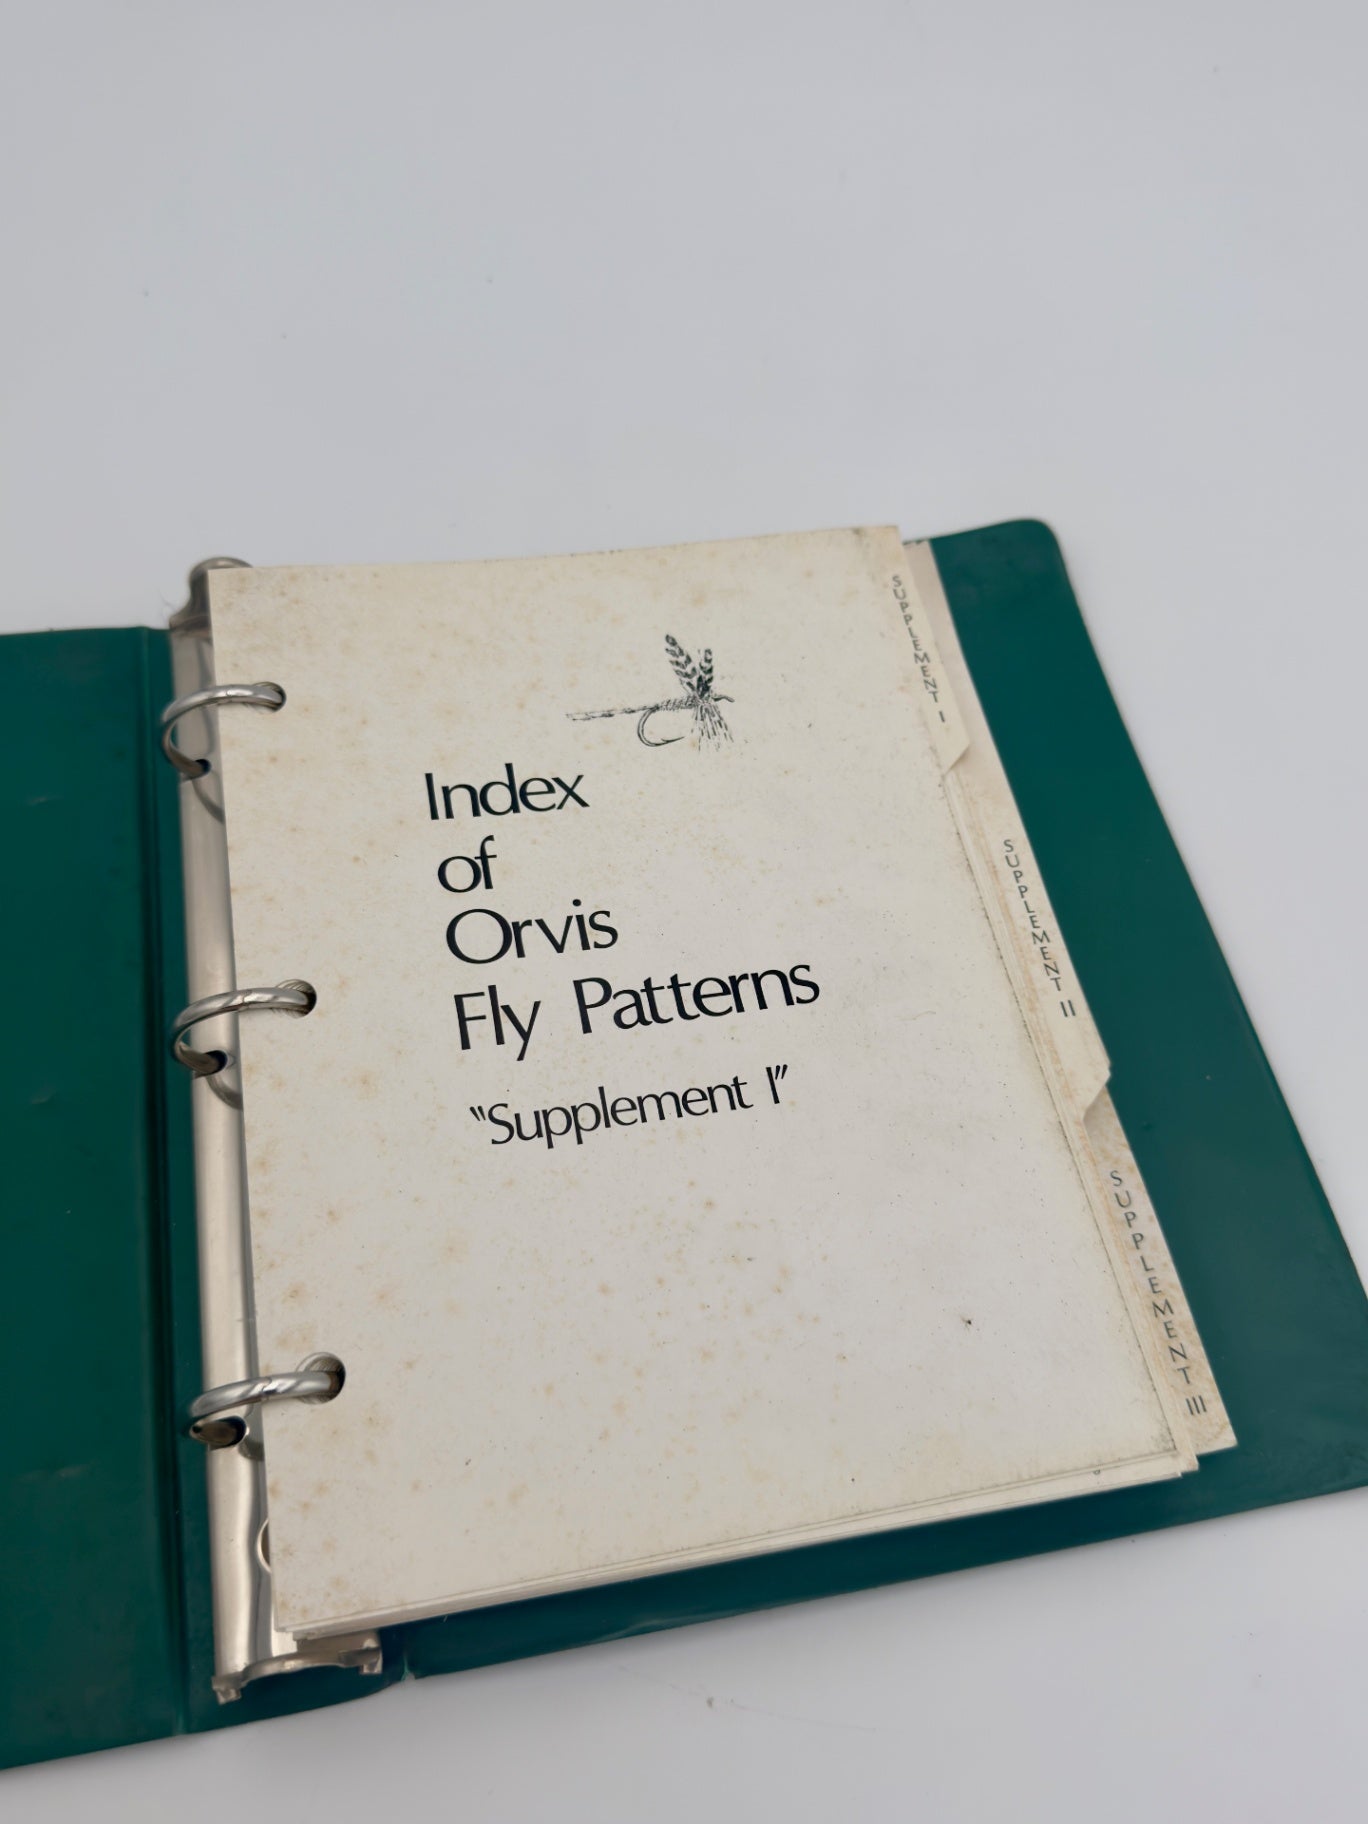 Index
of
Orvis
Fly Patterns
"Supplement I"
SUPPLEMENT I
SUPPLEMENT II
SUPPLEMENT III